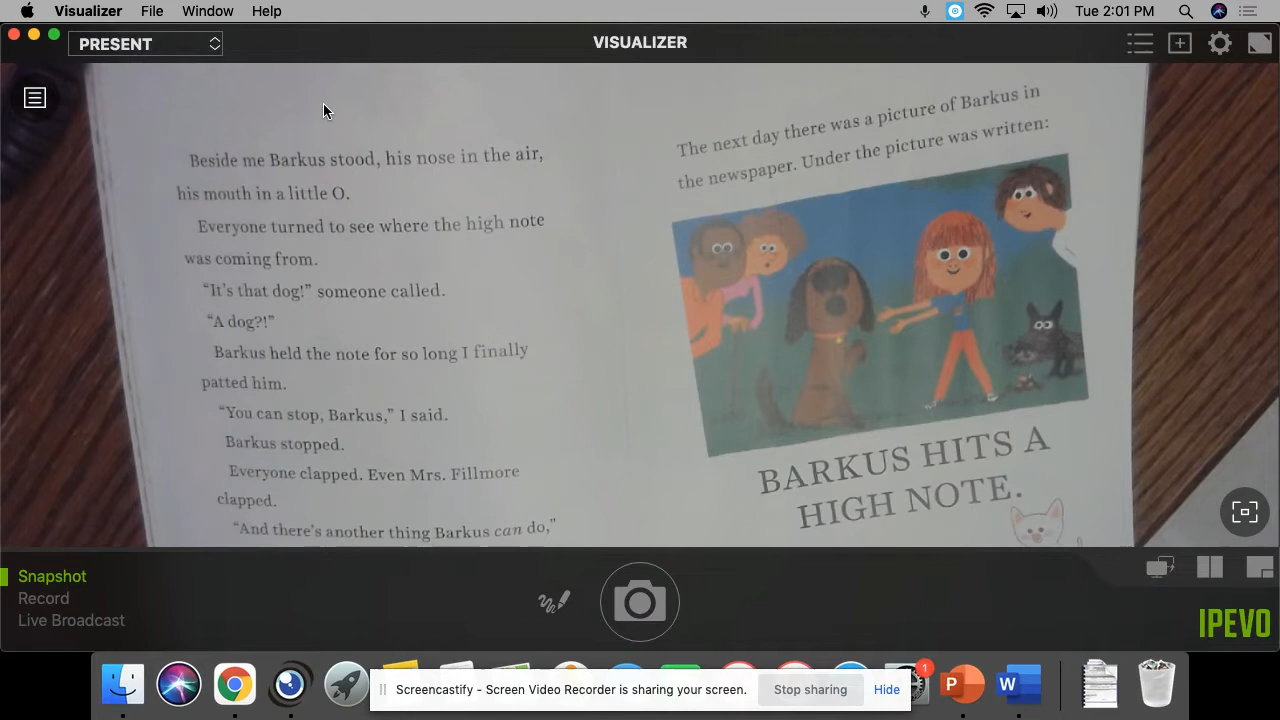 Visualizer File Window Help
Tue 2:01 PM
PRESENT
VISUALIZER
Beside me Barkus stood, his nose in the air,
his mouth in a little O.
Everyone turned to see where the high note
was coming from.
“It’s that dog!” someone called.
“A dog?!”
Barkus held the note for so long I finally
patted him.
“You can stop, Barkus,” I said.
Barkus stopped.
Everyone clapped. Even Mrs. Fillmore
clapped.
“And there’s another thing Barkus can do,”
The next day there was a picture of Barkus in
the newspaper. Under the picture was written:
BARKUS HITS A
HIGH NOTE.
Snapshot
Record
Live Broadcast
IPEVO
1
P
W
Screencastify - Screen Video Recorder is sharing your screen.
Stop sharing
Hide